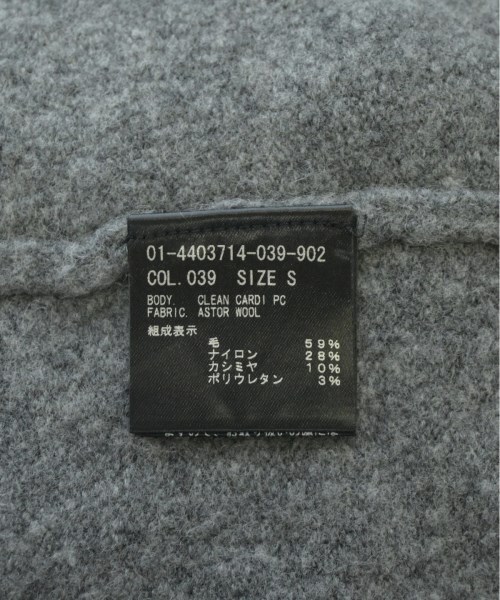 01-4403714-039-902
COL.039 SIZE S
BODY. CLEAN CARDI PC
FABRIC. ASTOR WOOL
組成表示
毛 59%
ナイロン 28%
カシミヤ 10%
ポリウレタン 3%